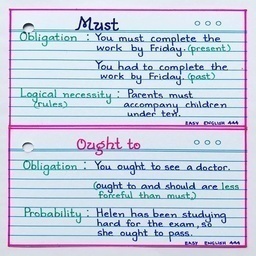 Must
Obligation : You must complete the
work by Friday. (present)
You had to complete the
work by Friday. (past)
Logical necessity : Parents must
(rules) accompany children
under ten.
EASY ENGLISH 4All
Ought to
Obligation : You ought to see a doctor.
(ought to and should are less
forceful than must.)
Probability : Helen has been studying
hard for the exam, so
she ought to pass.
EASY ENGLISH 4All